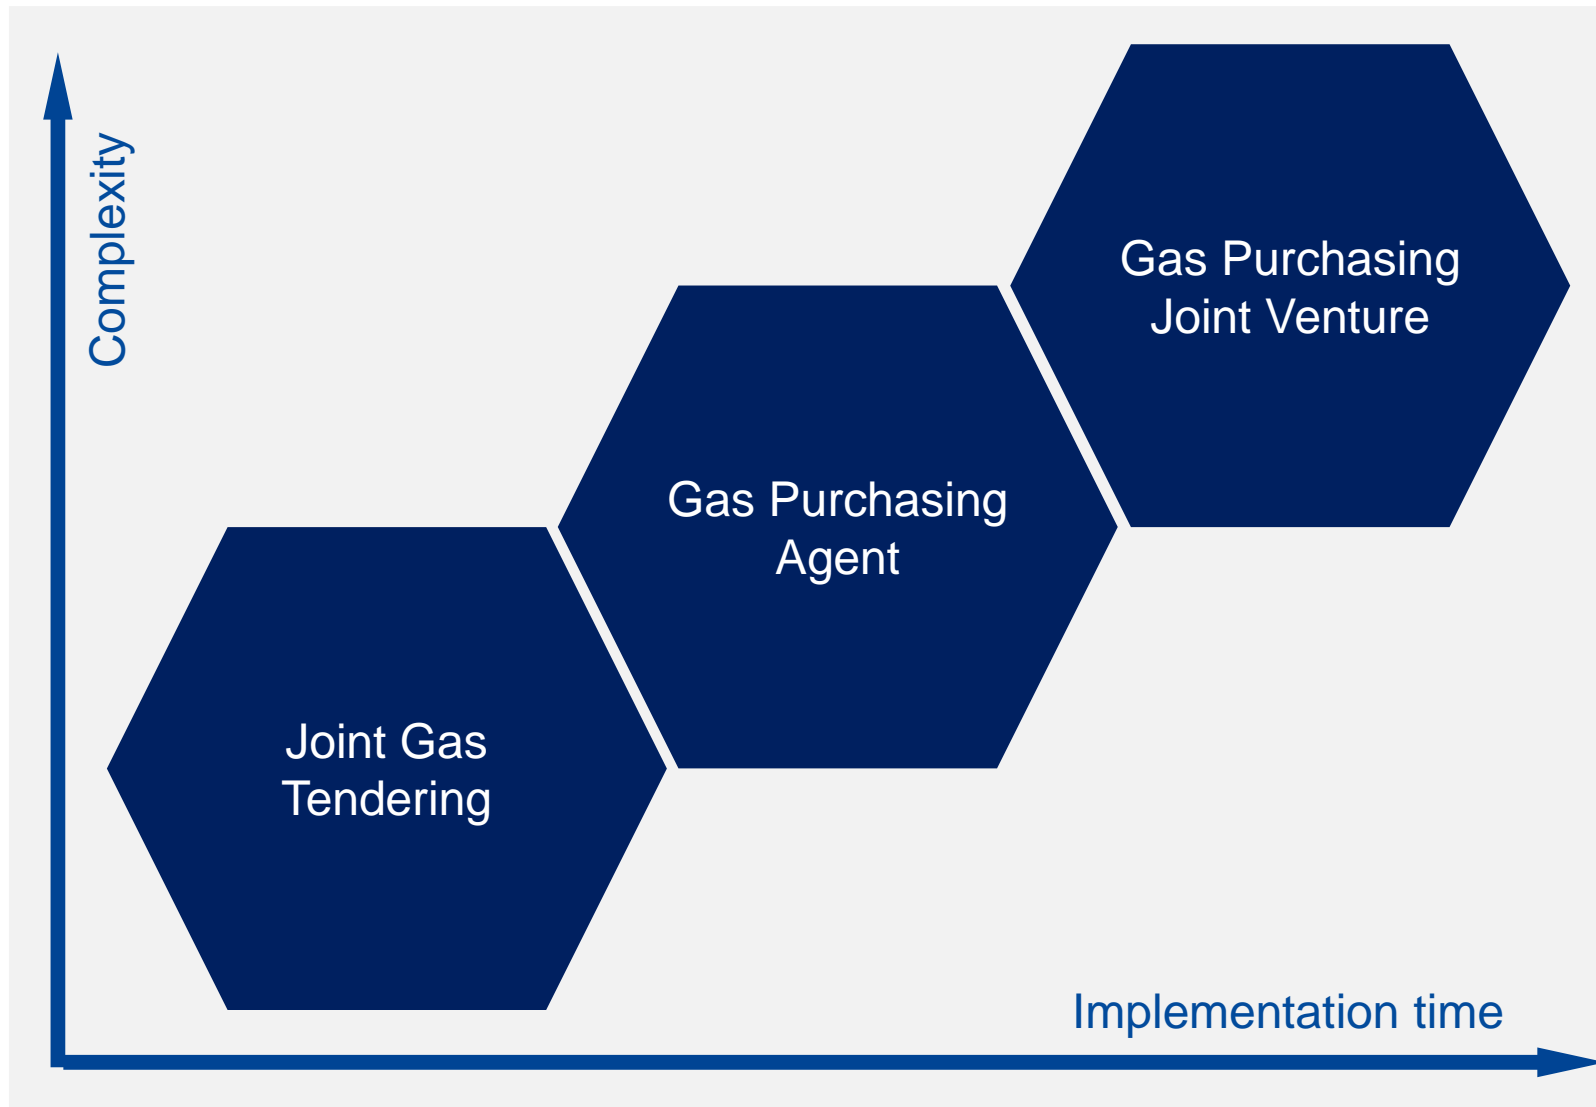 Complexity
Gas Purchasing
Joint Venture
Gas Purchasing
Agent
Joint Gas
Tendering
Implementation time